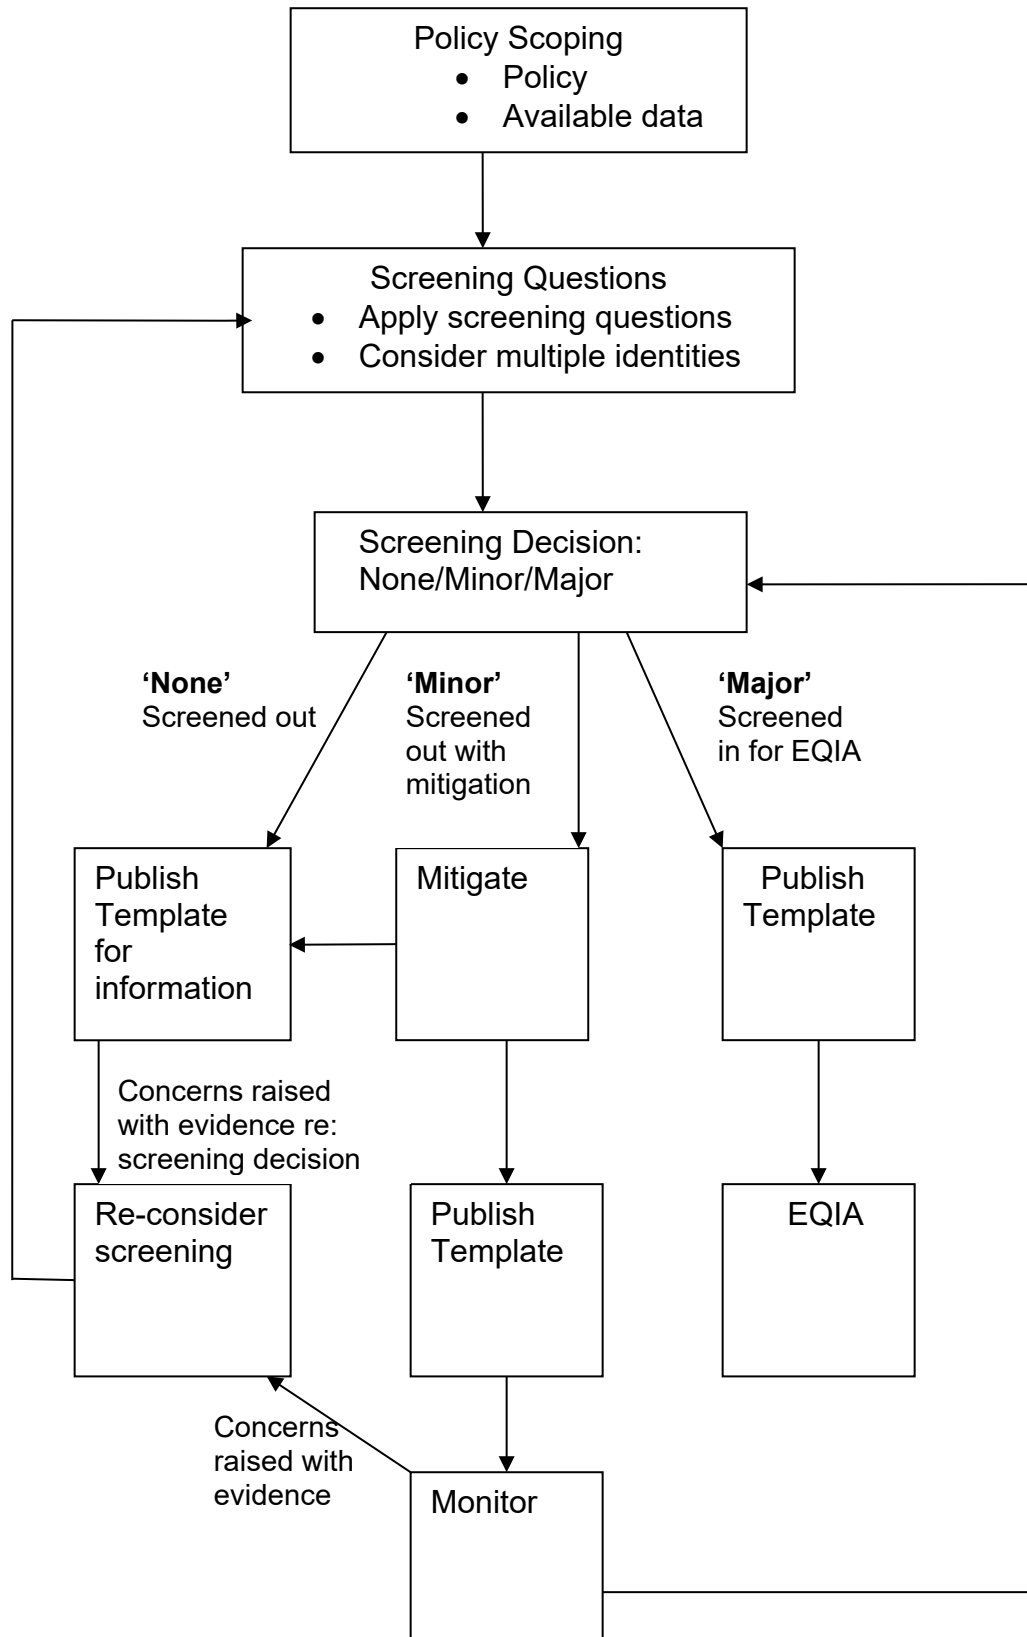 Policy Scoping
• Policy
• Available data
Screening Questions
• Apply screening questions
• Consider multiple identities
Screening Decision:
None/Minor/Major
‘None’
Screened out
‘Minor’
Screened
out with
mitigation
‘Major’
Screened
in for EQIA
Publish
Template
for
information
Mitigate
Publish
Template
Concerns raised
with evidence re:
screening decision
Re-consider
screening
Publish
Template
EQIA
Concerns
raised with
evidence
Monitor